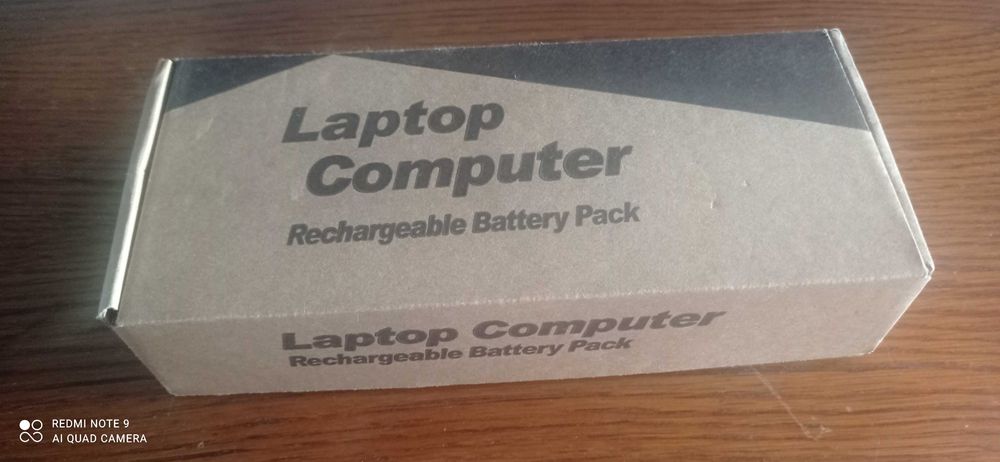 Laptop
Computer
Rechargeable Battery Pack
Laptop Computer
Rechargeable Battery Pack
REDMI NOTE 9
AI QUAD CAMERA